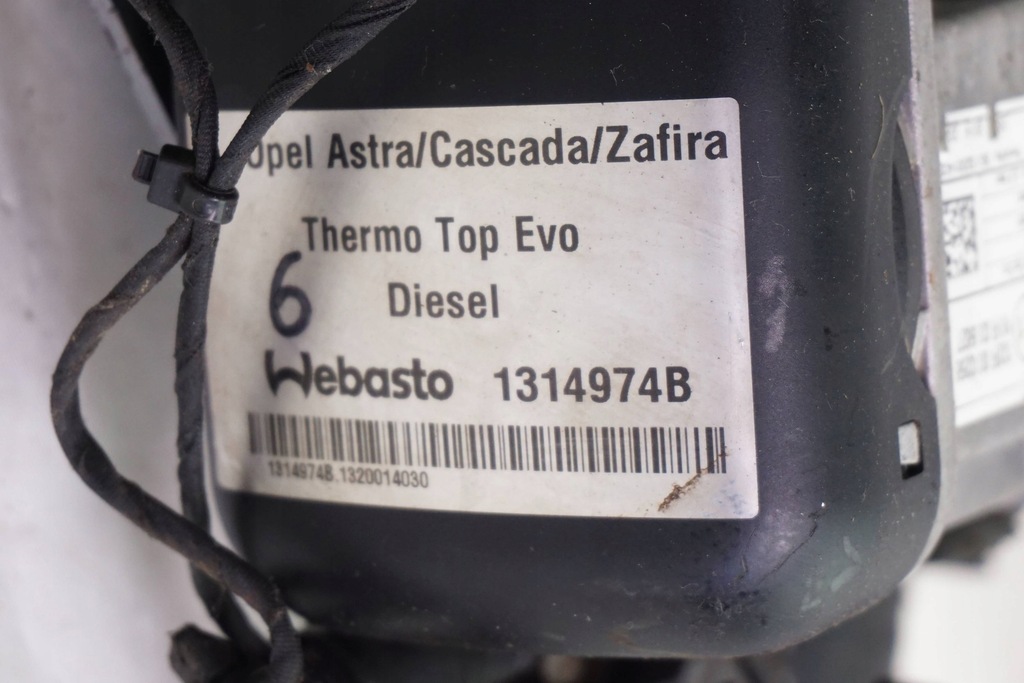 Opel Astra/Cascada/Zafira
Thermo Top Evo
6
Diesel
Webasto 1314974B
1314974B.1320014030